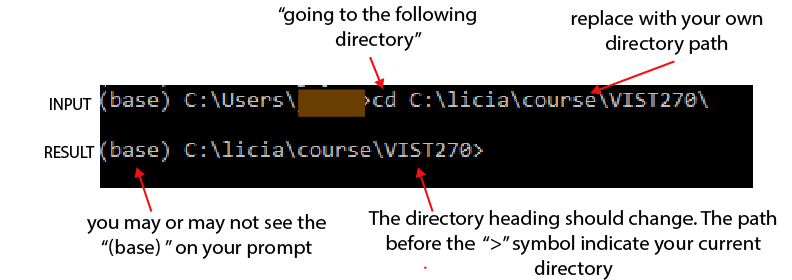 “going to the following
directory”
replace with your own
directory path
INPUT (base) C:\Users\ >cd C:\licia\course\VIST270\
RESULT (base) C:\licia\course\VIST270>
you may or may not see the
“(base) ” on your prompt
The directory heading should change. The path
before the “>” symbol indicate your current
directory